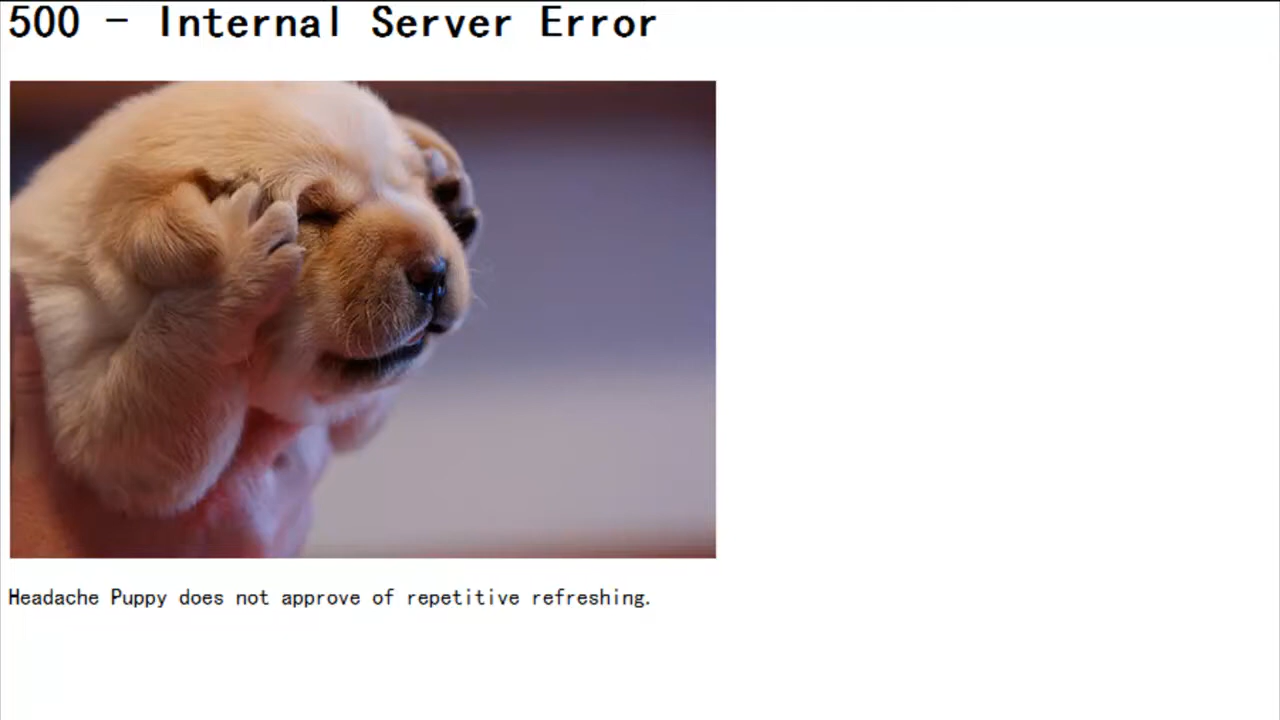 500 - Internal Server Error
Headache Puppy does not approve of repetitive refreshing.